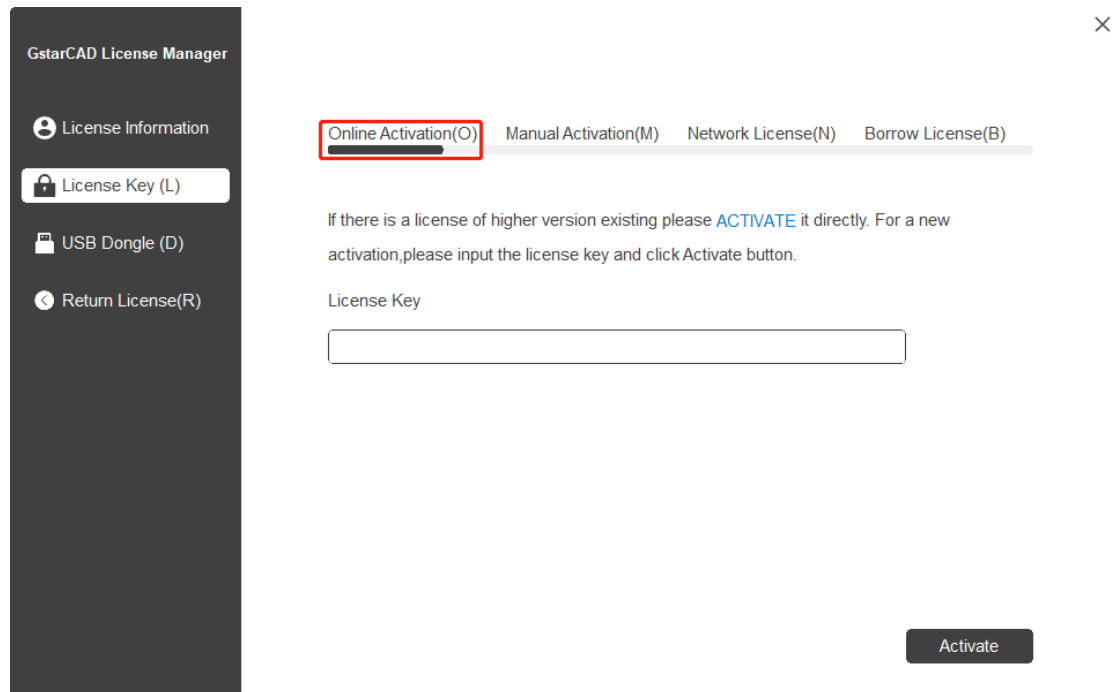 GstarCAD License Manager
License Information
License Key (L)
USB Dongle (D)
Return License(R)
Online Activation(O)
Manual Activation(M)
Network License(N)
Borrow License(B)
If there is a license of higher version existing please ACTIVATE it directly. For a new
activation,please input the license key and click Activate button.
License Key
Activate